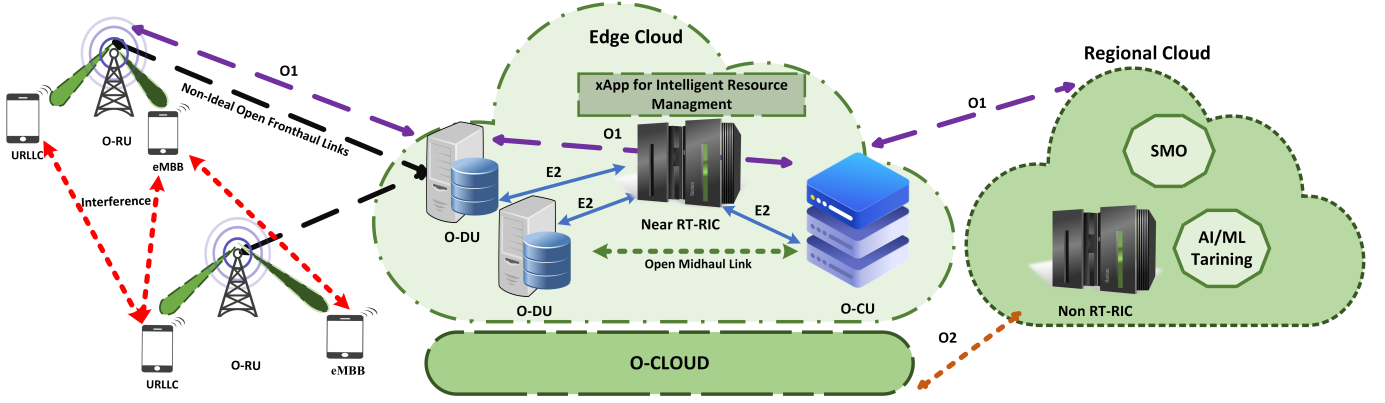 Edge Cloud
Regional Cloud
xApp for Intelligent Resource
Managment
O1
Non-Ideal Open Fronthaul Links
O1
O1
O-RU
URLLC
eMBB
Interference
SMO
E2
E2
E2
O-DU
Near RT-RIC
Open Midhaul Link
AI/ML
Tarining
O-DU
O-CU
Non RT-RIC
O-RU
URLLC
eMBB
O-CLOUD
O2